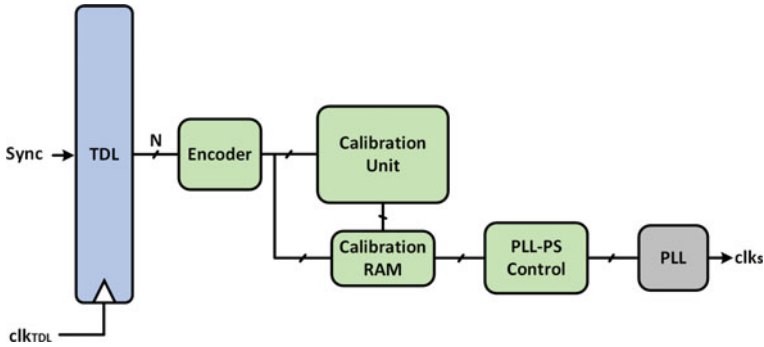 Sync
TDL
N
Encoder
Calibration
Unit
Calibration
RAM
PLL-PS
Control
PLL
clks
clkTDL